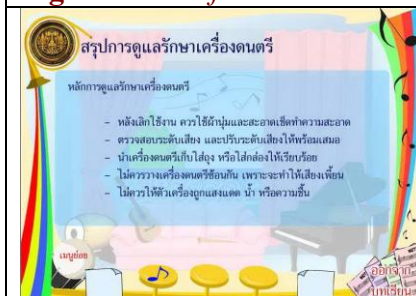 สรุปการดูแลรักษาเครื่องดนตรี
หลักการดูแลรักษาเครื่องดนตรี
- หลังเลิกใช้งาน ควรใช้ผ้านุ่มและสะอาดเช็ดทำความสะอาด
- ตรวจสอบระดับเสียง และปรับระดับเสียงให้พร้อมเสมอ
- นำเครื่องดนตรีเก็บใส่ถุง หรือใส่กล่องให้เรียบร้อย
- ไม่ควรวางเครื่องดนตรีซ้อนกัน เพราะจะทำให้เสียงเพี้ยน
- ไม่ควรให้ตัวเครื่องถูกแสงแดด น้ำ หรือความชื้น
เมนูย่อย
ออกจาก
บทเรียน